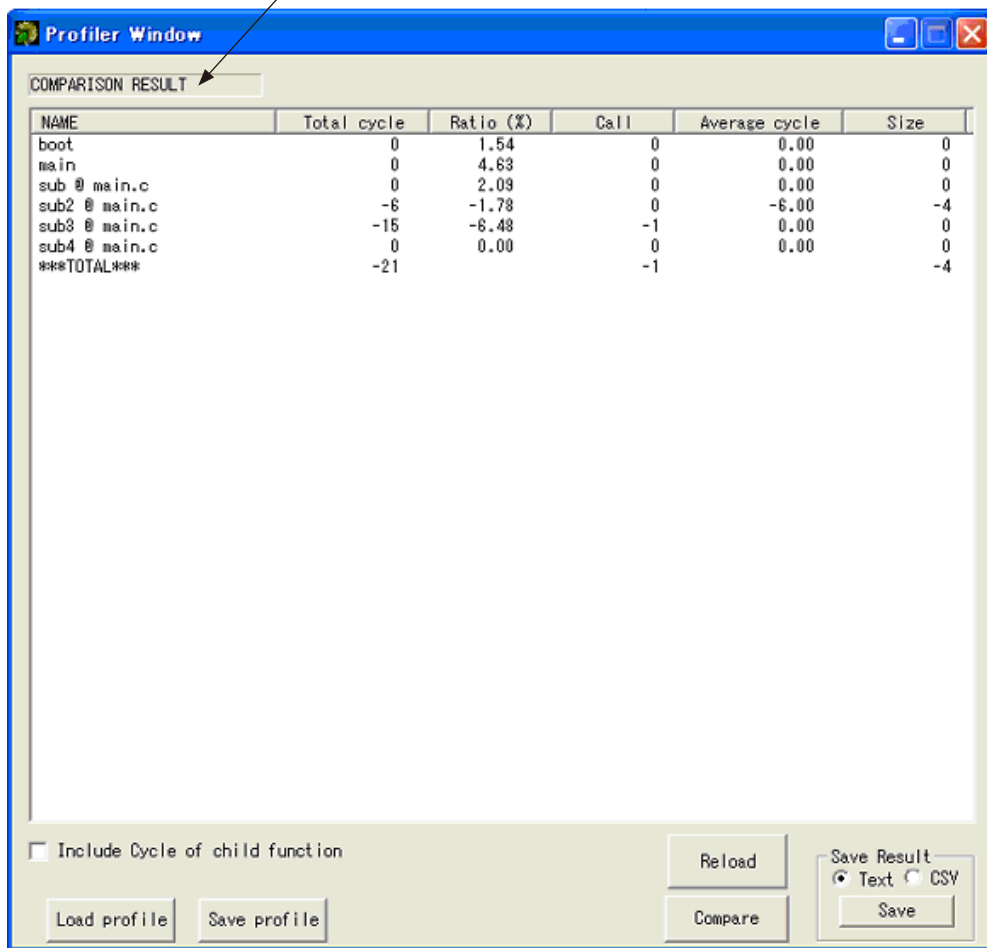 Profiler Window
COMPARISON RESULT
NAME Total cycle Ratio (%) Call Average cycle Size
boot 0 1.54 0 0.00 0
main 0 4.63 0 0.00 0
sub @ main.c 0 2.09 0 0.00 0
sub2 @ main.c -6 -1.78 0 -6.00 -4
sub3 @ main.c -15 -6.48 -1 0.00 0
sub4 @ main.c 0 0.00 0 0.00 0
***TOTAL*** -21 -1 -4
Include Cycle of child function
Reload
Save Result
Text CSV
Load profile Save profile Compare Save